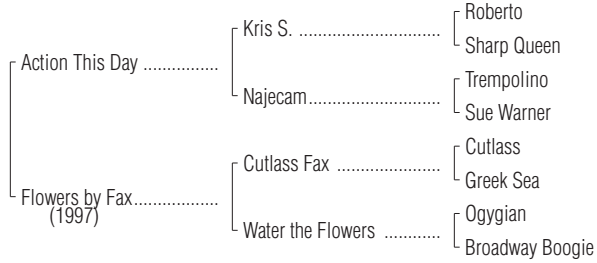 Roberto
Kris S. ..............................
Sharp Queen
Action This Day ................
Trempolino
Najecam............................
Sue Warner
Cutlass
Cutlass Fax ......................
Greek Sea
Flowers by Fax..................
(1997)
Ogygian
Water the Flowers ............
Broadway Boogie